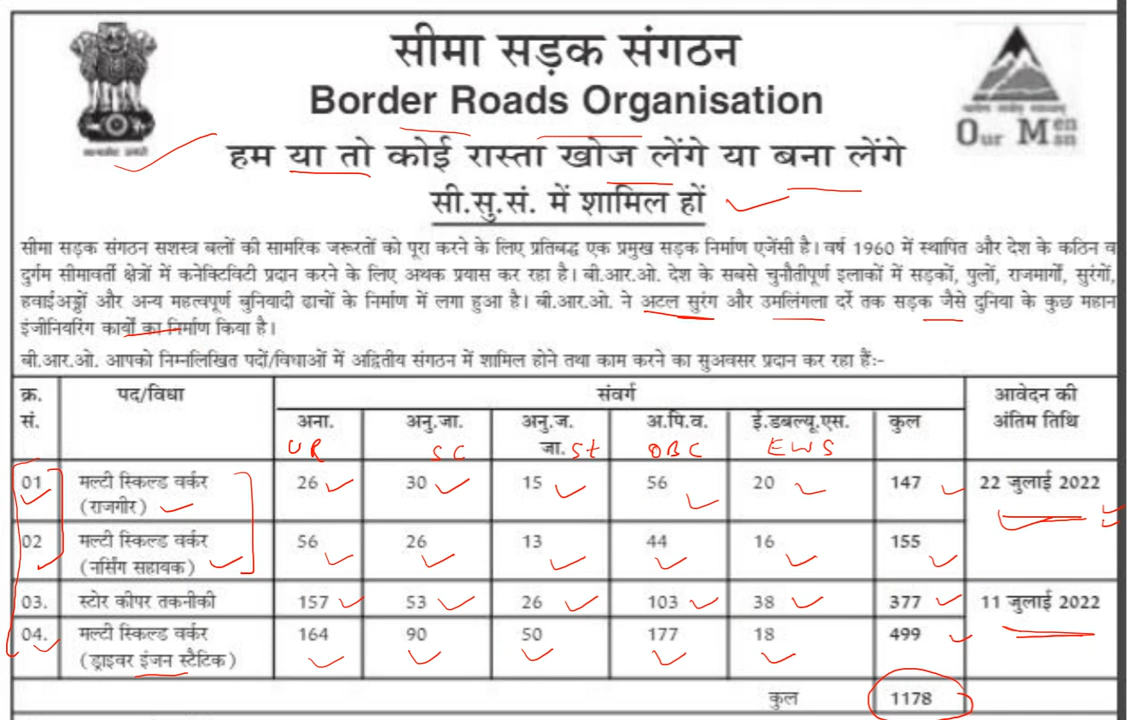 सीमा सड़क संगठन
Border Roads Organisation
Our Men
हम या तो कोई रास्ता खोज लेंगे या बना लेंगे
सी.सु.सं. में शामिल हों
सीमा सड़क संगठन सशस्त्र बलों की सामरिक जरूरतों को पूरा करने के लिए प्रतिबद्ध एक प्रमुख सड़क निर्माण एजेंसी है। वर्ष 1960 में स्थापित और देश के कठिन व
दुर्गम सीमावर्ती क्षेत्रों में कनेक्टिविटी प्रदान करने के लिए अथक प्रयास कर रहा है। बी.आर.ओ. देश के सबसे चुनौतीपूर्ण इलाकों में सड़कों, पुलों, राजमार्गों, सुरंगों,
हवाईअड्डों और अन्य महत्वपूर्ण बुनियादी ढाचों के निर्माण में लगा हुआ है। बी.आर.ओ. ने अटल सुरंग और उमलिंगला दर्रे तक सड़क जैसे दुनिया के कुछ महान
इंजीनियरिंग कार्यों का निर्माण किया है।
बी.आर.ओ. आपको निम्नलिखित पदों/विधाओं में अद्वितीय संगठन में शामिल होने तथा काम करने का सुअवसर प्रदान कर रहा हैः-
क्र. सं. पद/विधा संवर्ग आवेदन की अंतिम तिथि
अना. अनु.जा. अनु.ज. जा. अ.पि.व. ई.डबल्यू.एस. कुल
UR SC St OBC EWS
01 मल्टी स्किल्ड वर्कर 26 30 15 56 20 147 22 जुलाई 2022
(राजगीर)
02 मल्टी स्किल्ड वर्कर 56 26 13 44 16 155
(नर्सिंग सहायक)
03. स्टोर कीपर तकनीकी 157 53 26 103 38 377 11 जुलाई 2022
04. मल्टी स्किल्ड वर्कर 164 90 50 177 18 499
(ड्राइवर इंजन स्टैटिक)
कुल 1178